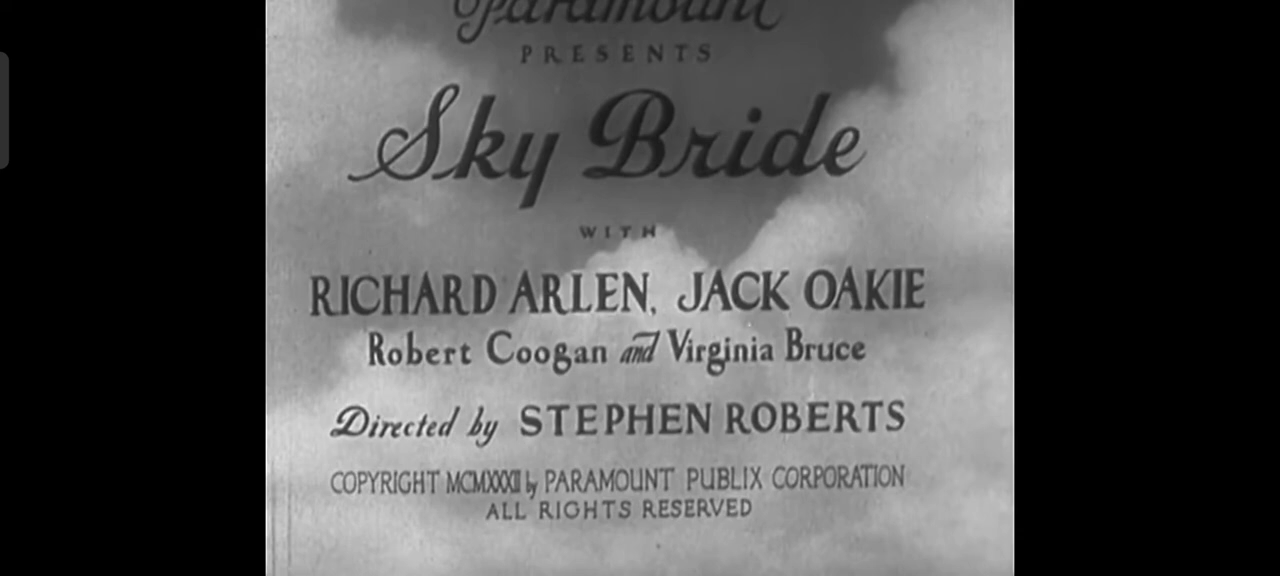 Paramount
PRESENTS
Sky Bride
WITH
RICHARD ARLEN, JACK OAKIE
Robert Coogan and Virginia Bruce
Directed by STEPHEN ROBERTS
COPYRIGHT MCMXXXII by PARAMOUNT PUBLIX CORPORATION
ALL RIGHTS RESERVED